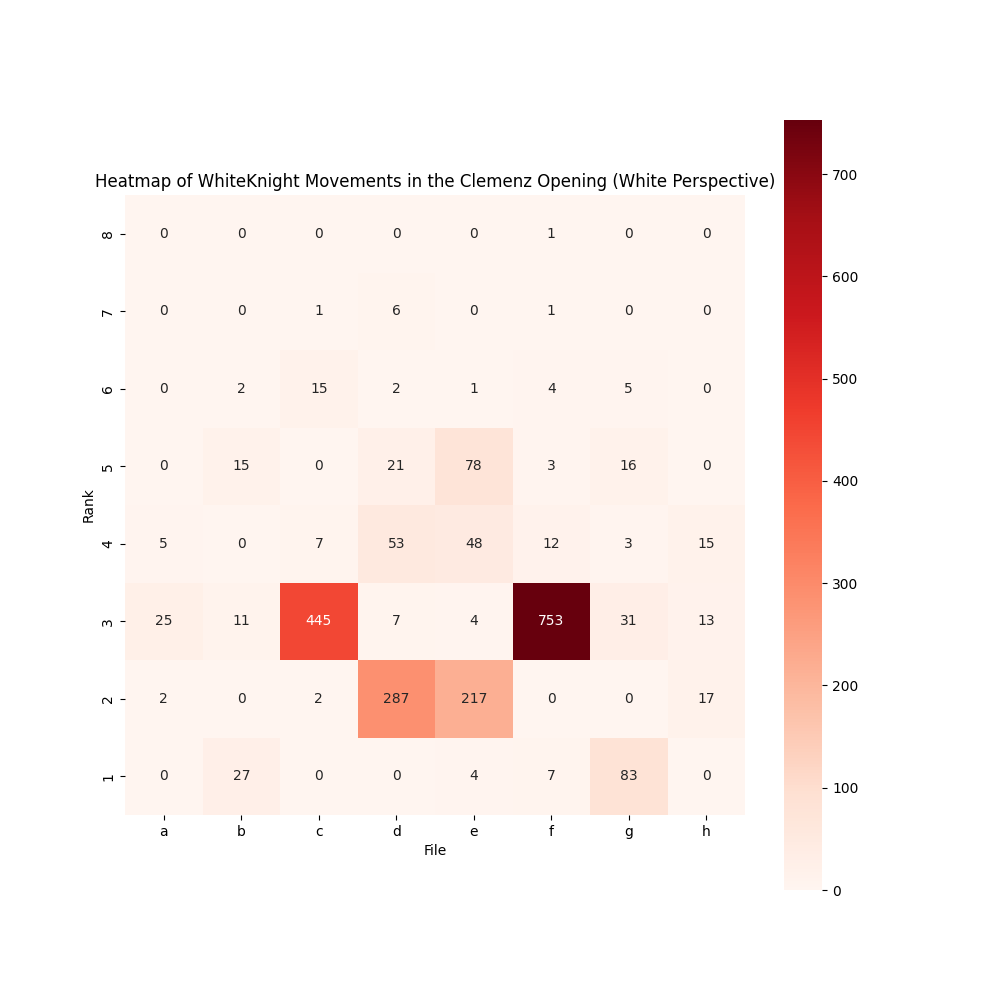 Heatmap of WhiteKnight Movements in the Clemenz Opening (White Perspective)
8 0 0 0 0 0 1 0 0
7 0 0 1 6 0 1 0 0
6 0 2 15 2 1 4 5 0
5 0 15 0 21 78 3 16 0
4 5 0 7 53 48 12 3 15
3 25 11 445 7 4 753 31 13
2 2 0 2 287 217 0 0 17
1 0 27 0 0 4 7 83 0
a b c d e f g h
Rank
File
700
600
500
400
300
200
100
0